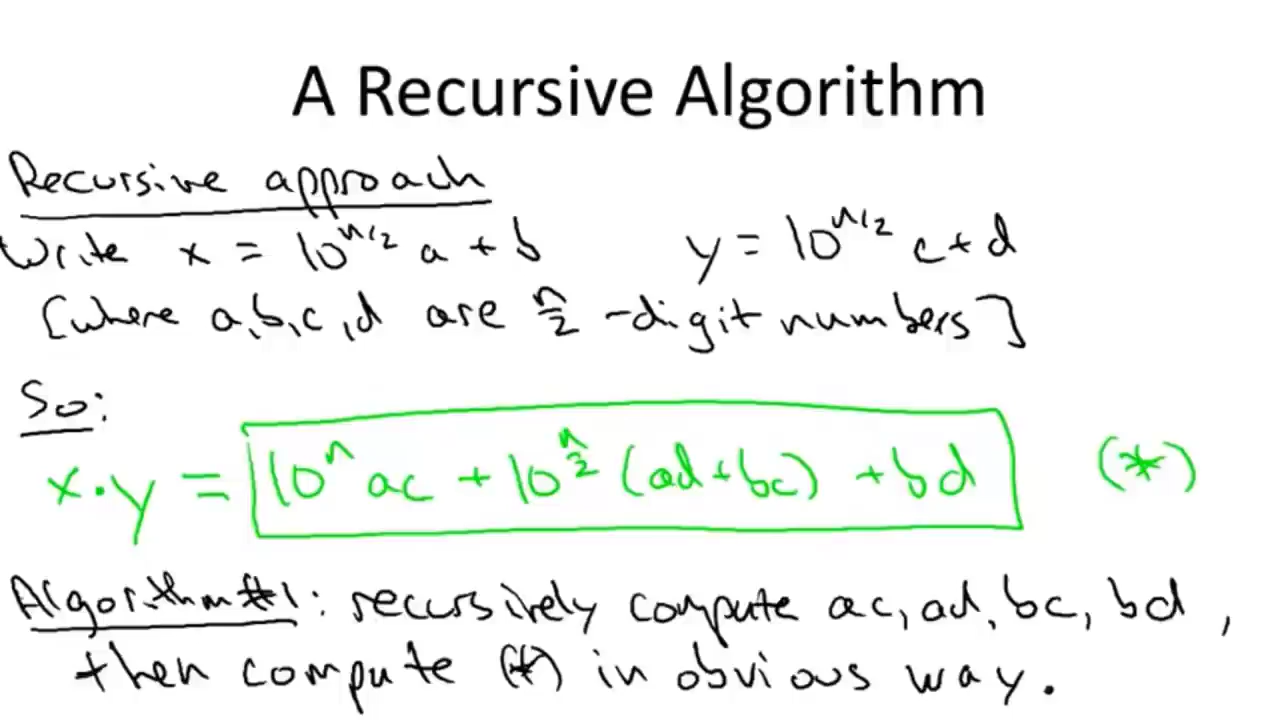 A Recursive Algorithm
Recursive approach
Write x = 10^{n/2} a + b    y = 10^{n/2} c + d
[where a,b,c,d are n/2 -digit numbers]
So:
x · y = 10^n ac + 10^{n/2} (ad + bc) + bd    (*)
Algorithm #1: recursively compute ac, ad, bc, bd,
then compute (*) in obvious way.